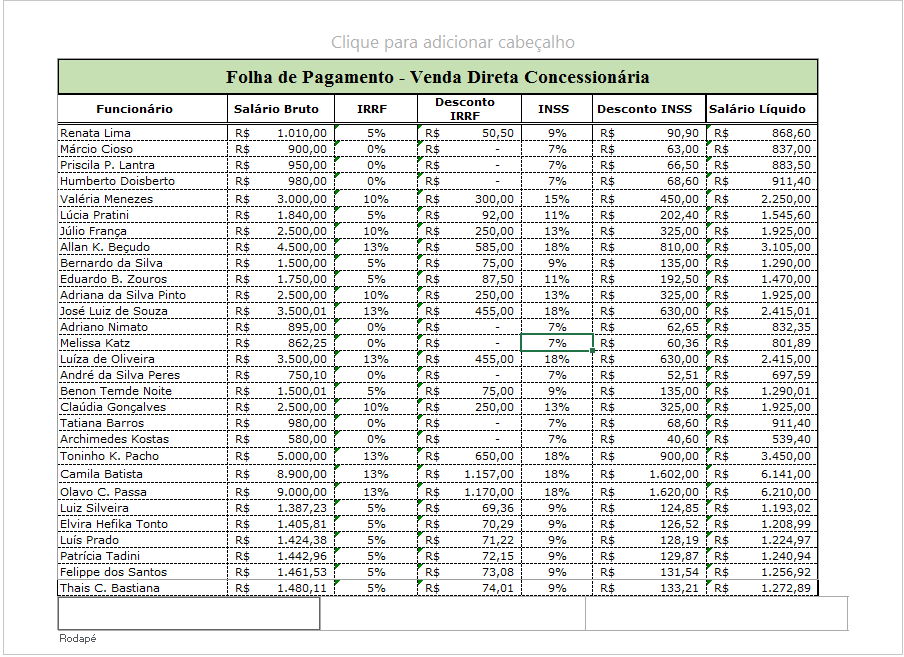 Clique para adicionar cabeçalho
Folha de Pagamento - Venda Direta Concessionária
Funcionário Salário Bruto IRRF Desconto IRRF INSS Desconto INSS Salário Líquido
Renata Lima R$ 1.010,00 5% R$ 50,50 9% R$ 90,90 R$ 868,60
Márcio Cioso R$ 900,00 0% R$ - 7% R$ 63,00 R$ 837,00
Priscila P. Lantra R$ 950,00 0% R$ - 7% R$ 66,50 R$ 883,50
Humberto Doisberto R$ 980,00 0% R$ - 7% R$ 68,60 R$ 911,40
Valéria Menezes R$ 3.000,00 10% R$ 300,00 15% R$ 450,00 R$ 2.250,00
Lúcia Pratini R$ 1.840,00 5% R$ 92,00 11% R$ 202,40 R$ 1.545,60
Júlio França R$ 2.500,00 10% R$ 250,00 13% R$ 325,00 R$ 1.925,00
Allan K. Beçudo R$ 4.500,00 13% R$ 585,00 18% R$ 810,00 R$ 3.105,00
Bernardo da Silva R$ 1.500,00 5% R$ 75,00 9% R$ 135,00 R$ 1.290,00
Eduardo B. Zouros R$ 1.750,00 5% R$ 87,50 11% R$ 192,50 R$ 1.470,00
Adriana da Silva Pinto R$ 2.500,00 10% R$ 250,00 13% R$ 325,00 R$ 1.925,00
José Luiz de Souza R$ 3.500,01 13% R$ 455,00 18% R$ 630,00 R$ 2.415,01
Adriano Nimato R$ 895,00 0% R$ - 7% R$ 62,65 R$ 832,35
Melissa Katz R$ 862,25 0% R$ - 7% R$ 60,36 R$ 801,89
Luíza de Oliveira R$ 3.500,00 13% R$ 455,00 18% R$ 630,00 R$ 2.415,00
André da Silva Peres R$ 750,10 0% R$ - 7% R$ 52,51 R$ 697,59
Benon Temde Noite R$ 1.500,01 5% R$ 75,00 9% R$ 135,00 R$ 1.290,01
Claúdia Gonçalves R$ 2.500,00 10% R$ 250,00 13% R$ 325,00 R$ 1.925,00
Tatiana Barros R$ 980,00 0% R$ - 7% R$ 68,60 R$ 911,40
Archimedes Kostas R$ 580,00 0% R$ - 7% R$ 40,60 R$ 539,40
Toninho K. Pacho R$ 5.000,00 13% R$ 650,00 18% R$ 900,00 R$ 3.450,00
Camila Batista R$ 8.900,00 13% R$ 1.157,00 18% R$ 1.602,00 R$ 6.141,00
Olavo C. Passa R$ 9.000,00 13% R$ 1.170,00 18% R$ 1.620,00 R$ 6.210,00
Luiz Silveira R$ 1.387,23 5% R$ 69,36 9% R$ 124,85 R$ 1.193,02
Elvira Hefika Tonto R$ 1.405,81 5% R$ 70,29 9% R$ 126,52 R$ 1.208,99
Luís Prado R$ 1.424,38 5% R$ 71,22 9% R$ 128,19 R$ 1.224,97
Patrícia Tadini R$ 1.442,96 5% R$ 72,15 9% R$ 129,87 R$ 1.240,94
Felippe dos Santos R$ 1.461,53 5% R$ 73,08 9% R$ 131,54 R$ 1.256,92
Thais C. Bastiana R$ 1.480,11 5% R$ 74,01 9% R$ 133,21 R$ 1.272,89
Rodapé